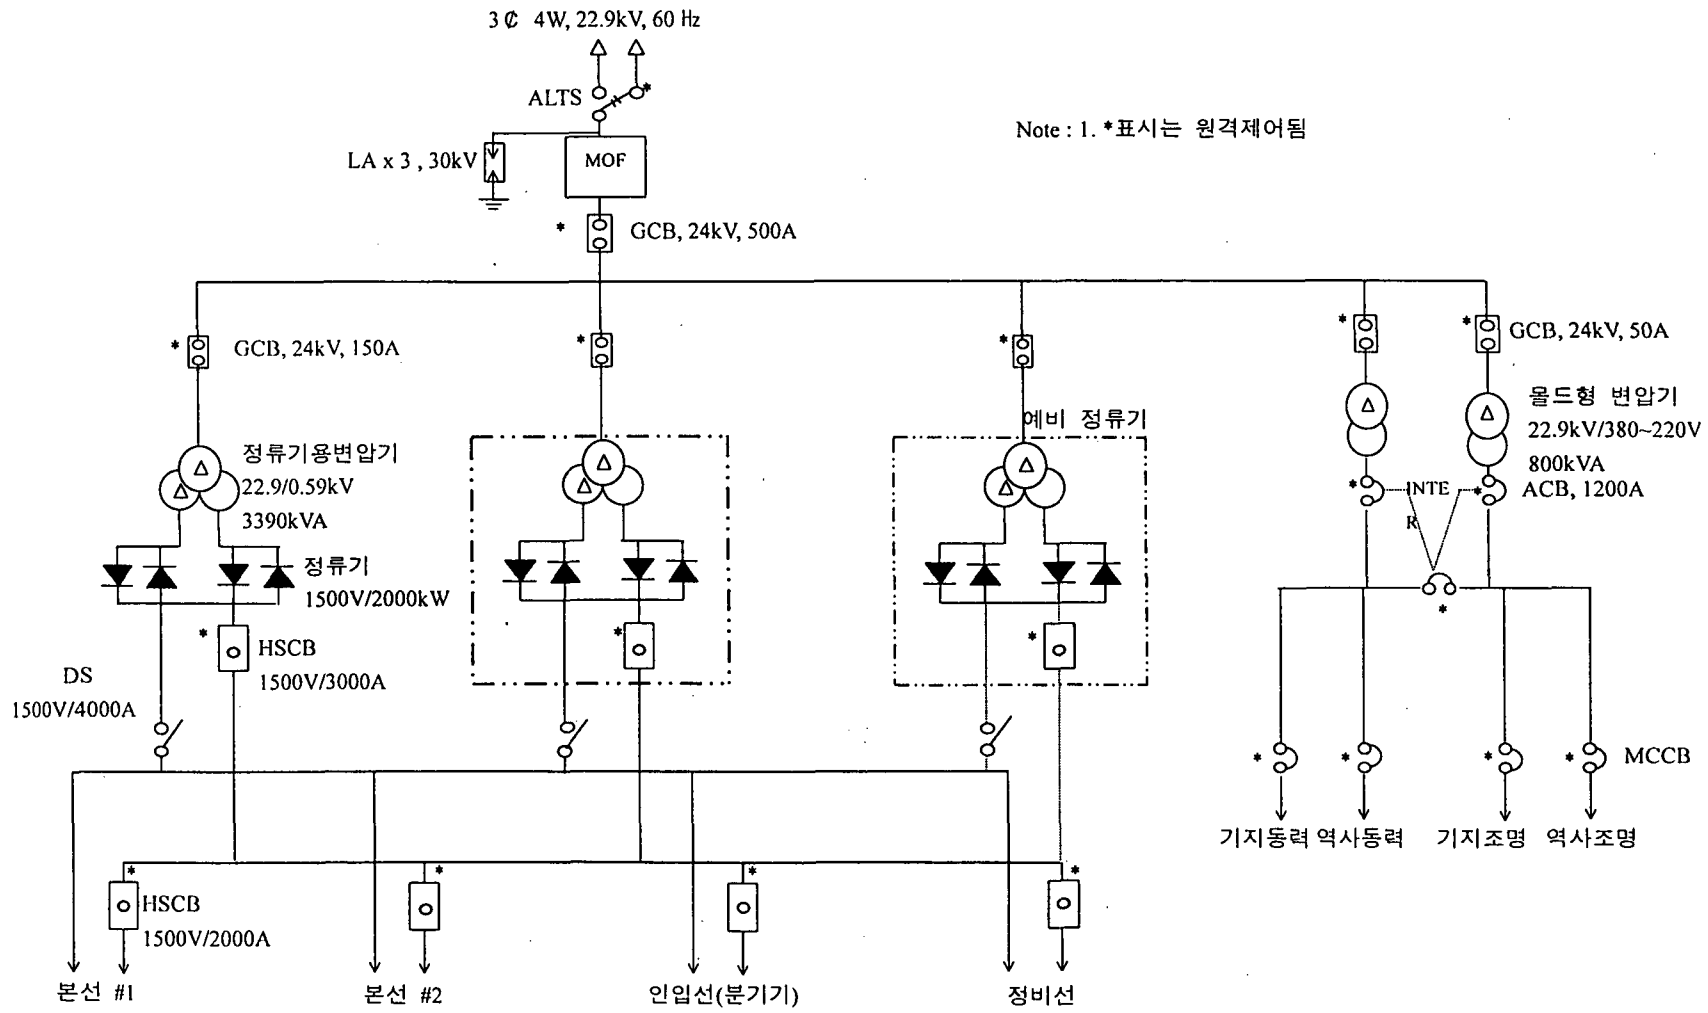 3 ₵ 4W, 22.9kV, 60 Hz
ALTS
*
Note : 1. *표시는 원격제어됨
LA x 3 , 30kV
MOF
*
GCB, 24kV, 500A
*
GCB, 24kV, 150A
*
*
*
*
GCB, 24kV, 50A
예비 정류기
몰드형 변압기
22.9kV/380~220V
800kVA
ACB, 1200A
Δ
Δ
Δ
Δ
Δ
Δ
Δ
Δ
정류기용변압기
22.9/0.59kV
3390kVA
*
INTE
R
*
*
정류기
1500V/2000kW
*
HSCB
1500V/3000A
*
*
DS
1500V/4000A
*
*
*
*
MCCB
기지동력
역사동력
기지조명
역사조명
*
HSCB
1500V/2000A
*
*
*
본선 #1
본선 #2
인입선(분기기)
정비선